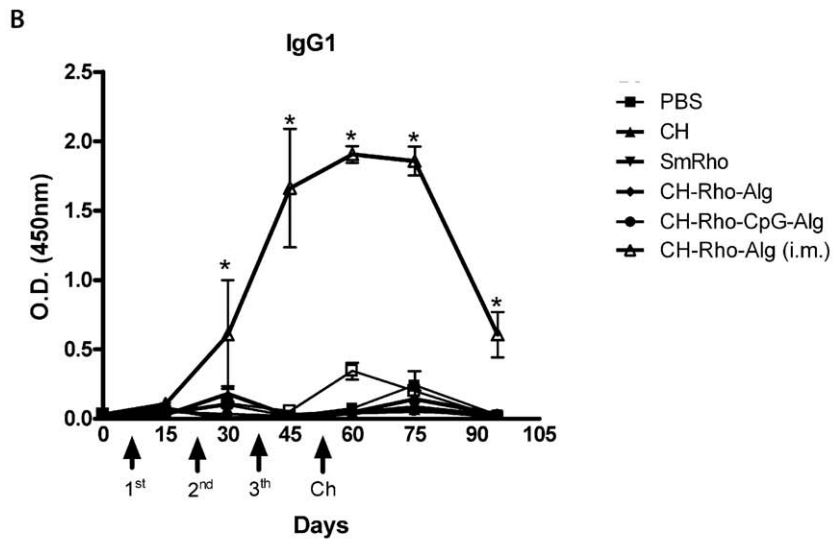 B
IgG1
2.5
2.0
1.5
1.0
0.5
0.0
O.D. (450nm)
* * * * *
0 15 30 45 60 75 90 105
1st 2nd 3th Ch
Days
PBS
CH
SmRho
CH-Rho-Alg
CH-Rho-CpG-Alg
CH-Rho-Alg (i.m.)